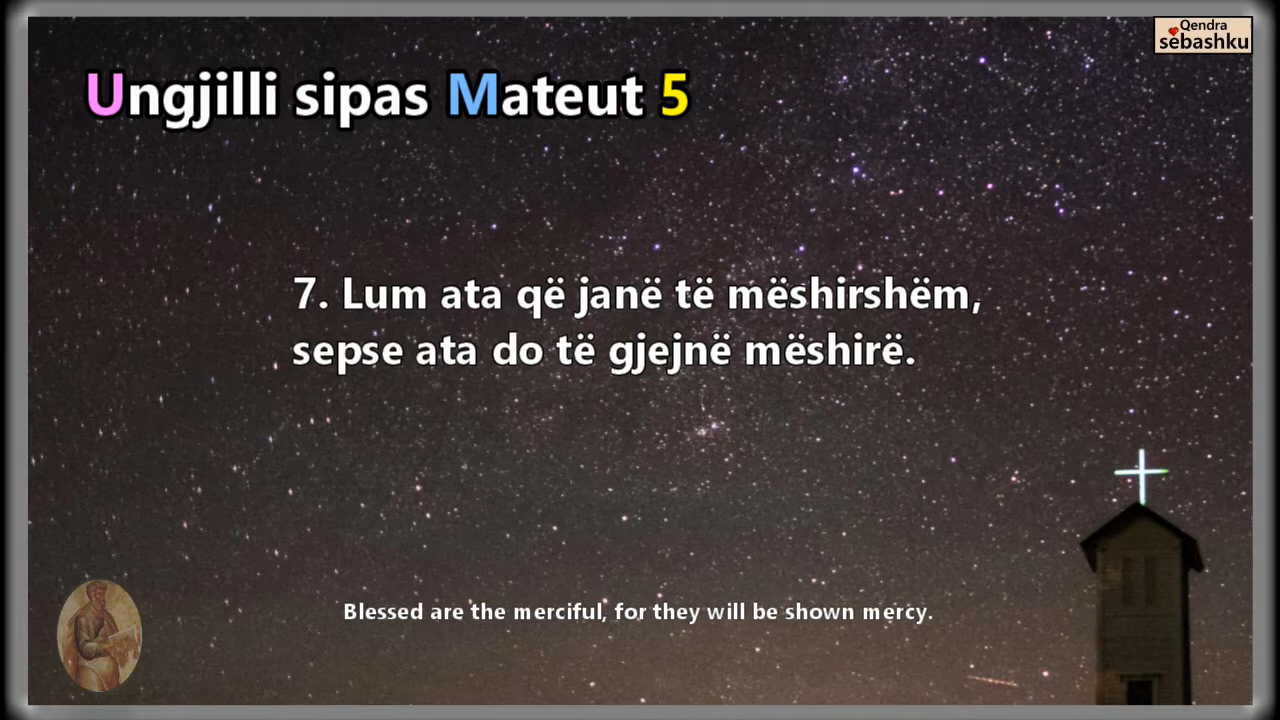 Qendra
sebashku
Ungjilli sipas Mateut 5
7. Lum ata që janë të mëshirshëm,
sepse ata do të gjejnë mëshirë.
Blessed are the merciful, for they will be shown mercy.